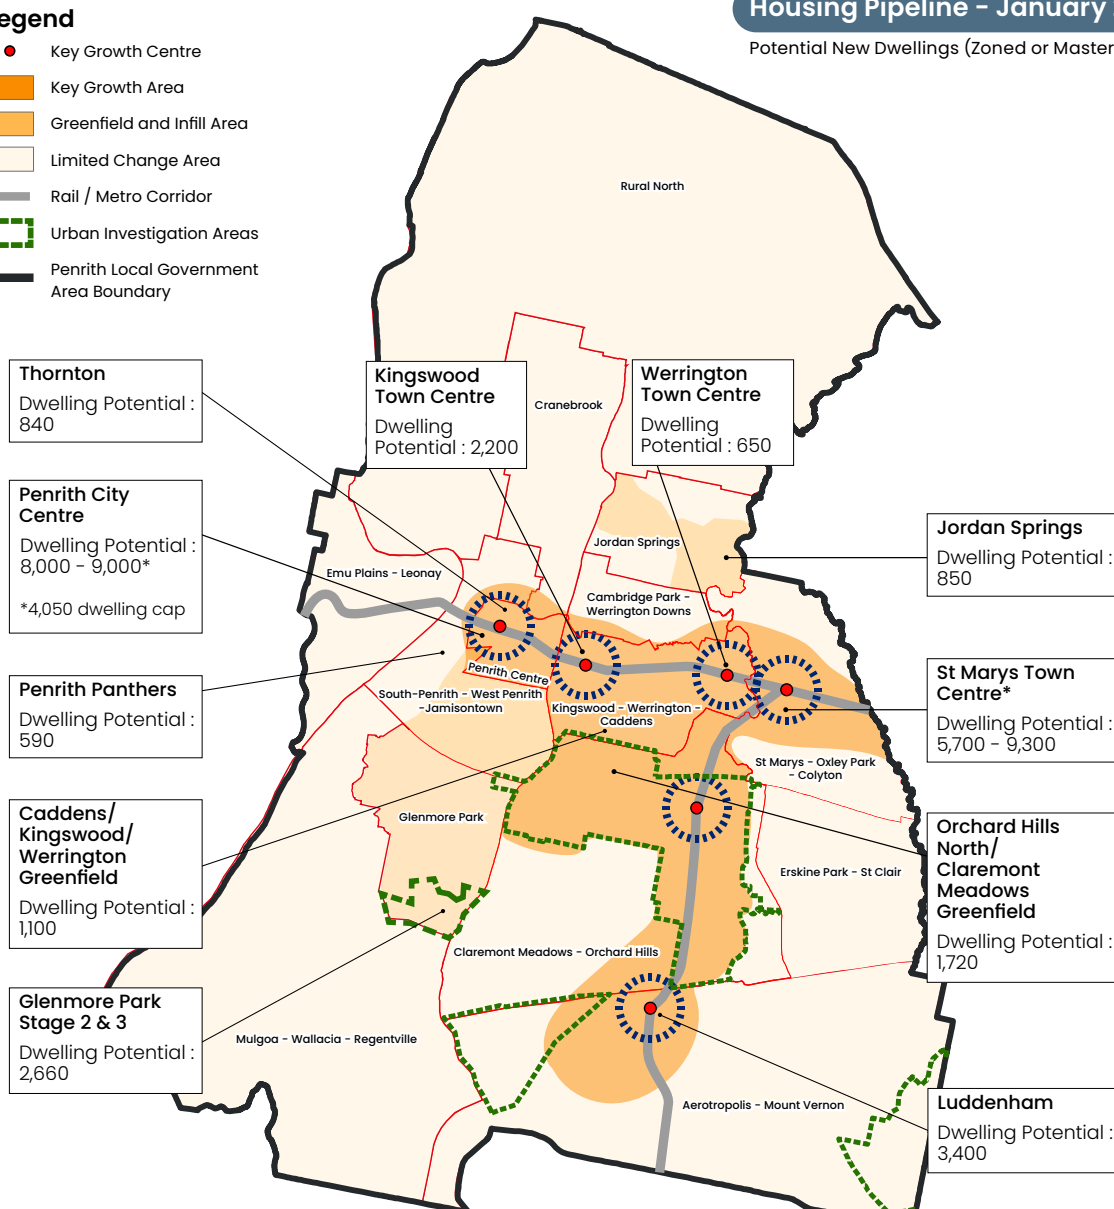 egend
Key Growth Centre
Key Growth Area
Greenfield and Infill Area
Limited Change Area
Rail / Metro Corridor
Urban Investigation Areas
Penrith Local Government
Area Boundary
Housing Pipeline - January
Potential New Dwellings (Zoned or Master
Rural North
Thornton
Dwelling Potential :
840
Kingswood
Town Centre
Dwelling
Potential : 2,200
Werrington
Town Centre
Dwelling
Potential : 650
Cranebrook
Penrith City
Centre
Dwelling Potential :
8,000 - 9,000*
*4,050 dwelling cap
Jordan Springs
Dwelling Potential :
850
Jordan Springs
Emu Plains - Leonay
Cambridge Park -
Werrington Downs
Penrith Centre
Penrith Panthers
Dwelling Potential :
590
South-Penrith - West Penrith
-Jamisontown
Kingswood - Werrington -
Caddens
St Marys Town
Centre*
Dwelling Potential :
5,700 - 9,300
St Marys - Oxley Park
- Colyton
Caddens/
Kingswood/
Werrington
Greenfield
Dwelling Potential :
1,100
Glenmore Park
Erskine Park - St Clair
Orchard Hills
North/
Claremont
Meadows
Greenfield
Dwelling Potential :
1,720
Claremont Meadows - Orchard Hills
Glenmore Park
Stage 2 & 3
Dwelling Potential :
2,660
Mulgoa - Wallacia - Regentville
Aerotropolis - Mount Vernon
Luddenham
Dwelling Potential :
3,400